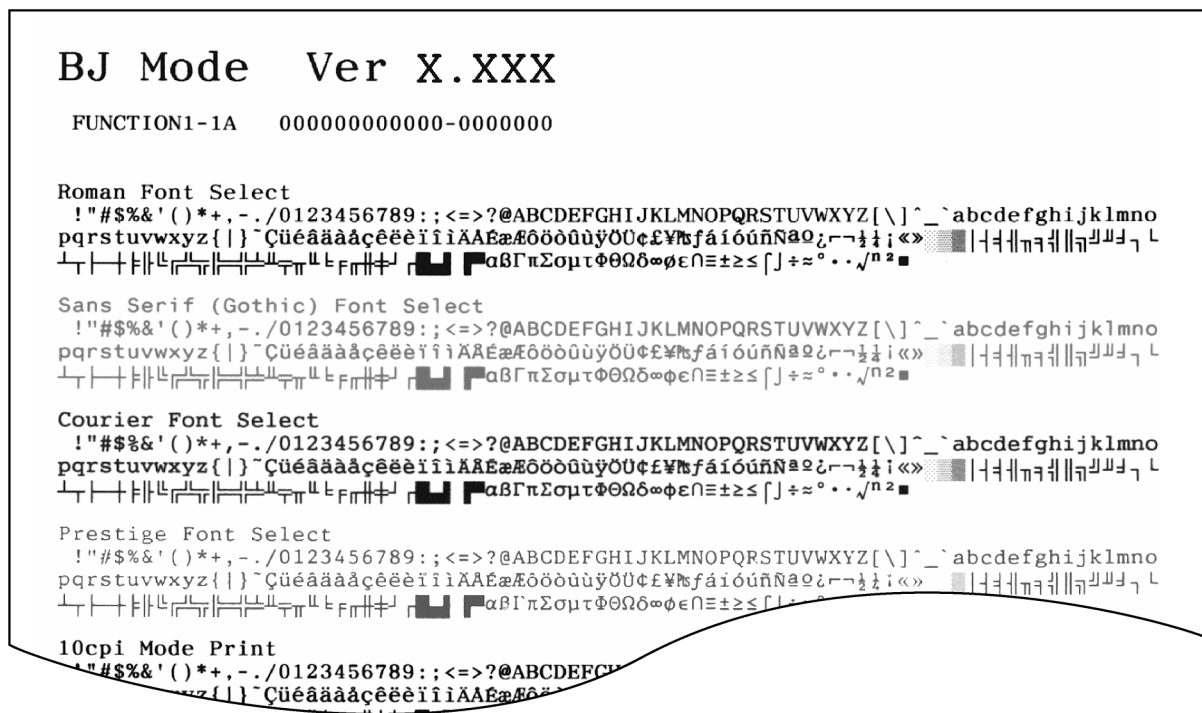 BJ Mode  Ver X.XXX
FUNCTION1-1A   000000000000-0000000
Roman Font Select
 !"#$%&'()*+,-./0123456789:;<=>?@ABCDEFGHIJKLMNOPQRSTUVWXYZ[\]^_`abcdefghijklmno
pqrstuvwxyz{|}~ÇüéâäàåçêëèïîìÄÅÉæÆôöòûùÿÖÜ¢£¥₧ƒáíóúñÑªº¿⌐¬½¼¡«»░▒▓│┤╡╢╖╕╣║╗╝╜╛┐└
┴┬├─┼╞╟╚╔╩╦╠═╬╧╨╤╥╙╘╒╓╫╪┘┌█▄▌▐▀αßΓπΣσµτΦΘΩδ∞øε∩≡±≥≤⌠⌡÷≈°∙·√ⁿ²■
Sans Serif (Gothic) Font Select
 !"#$%&'()*+,-./0123456789:;<=>?@ABCDEFGHIJKLMNOPQRSTUVWXYZ[\]^_`abcdefghijklmno
pqrstuvwxyz{|}~ÇüéâäàåçêëèïîìÄÅÉæÆôöòûùÿÖÜ¢£¥₧ƒáíóúñÑªº¿⌐¬½¼¡«»░▒▓│┤╡╢╖╕╣║╗╝╜╛┐└
┴┬├─┼╞╟╚╔╩╦╠═╬╧╨╤╥╙╘╒╓╫╪┘┌█▄▌▐▀αßΓπΣσµτΦΘΩδ∞φε∩≡±≥≤⌠⌡÷≈°∙·√ⁿ²■
Courier Font Select
 !"#$%&'()*+,-./0123456789:;<=>?@ABCDEFGHIJKLMNOPQRSTUVWXYZ[\]^_`abcdefghijklmno
pqrstuvwxyz{|}~ÇüéâäàåçêëèïîìÄÅÉæÆôöòûùÿÖÜ¢£¥₧ƒáíóúñÑªº¿⌐¬½¼¡«»░▒▓│┤╡╢╖╕╣║╗╝╜╛┐└
┴┬├─┼╞╟╚╔╩╦╠═╬╧╨╤╥╙╘╒╓╫╪┘┌█▄▌▐▀αßΓπΣσµτΦΘΩδ∞φε∩≡±≥≤⌠⌡÷≈°∙·√ⁿ²■
Prestige Font Select
 !"#$%&'()*+,-./0123456789:;<=>?@ABCDEFGHIJKLMNOPQRSTUVWXYZ[\]^_`abcdefghijklmno
pqrstuvwxyz{|}~ÇüéâäàåçêëèïîìÄÅÉæÆôöòûùÿÖÜ¢£¥₧ƒáíóúñÑªº¿⌐¬½¼¡«»░▒▓│┤╡╢╖╕╣║╗╝╜╛┐└
┴┬├─┼╞╟╚╔╩╦╠═╬╧╨╤╥╙╘╒╓╫╪┘┌█▄▌▐▀αßΓπΣσµτΦΘΩδ∞φε∩≡±≥≤
10cpi Mode Print
"#$%&'()*+,-./0123456789:;<=>?@ABCDEF
{|}~ÇüéâäàåçêëèïîìÄÅÉæÆôö